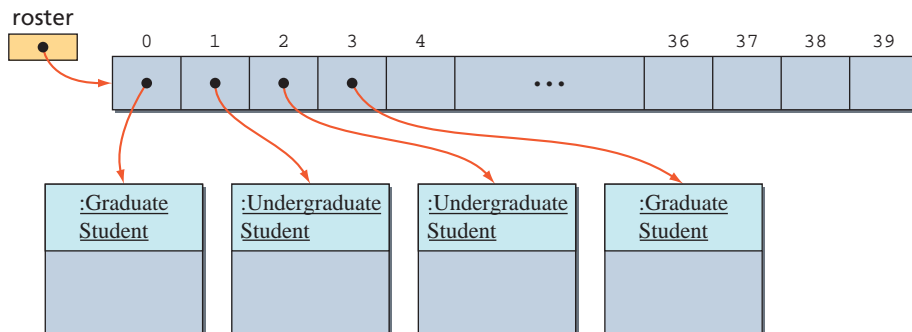 roster
0 1 2 3 4 ... 36 37 38 39
:Graduate
Student
:Undergraduate
Student
:Undergraduate
Student
:Graduate
Student